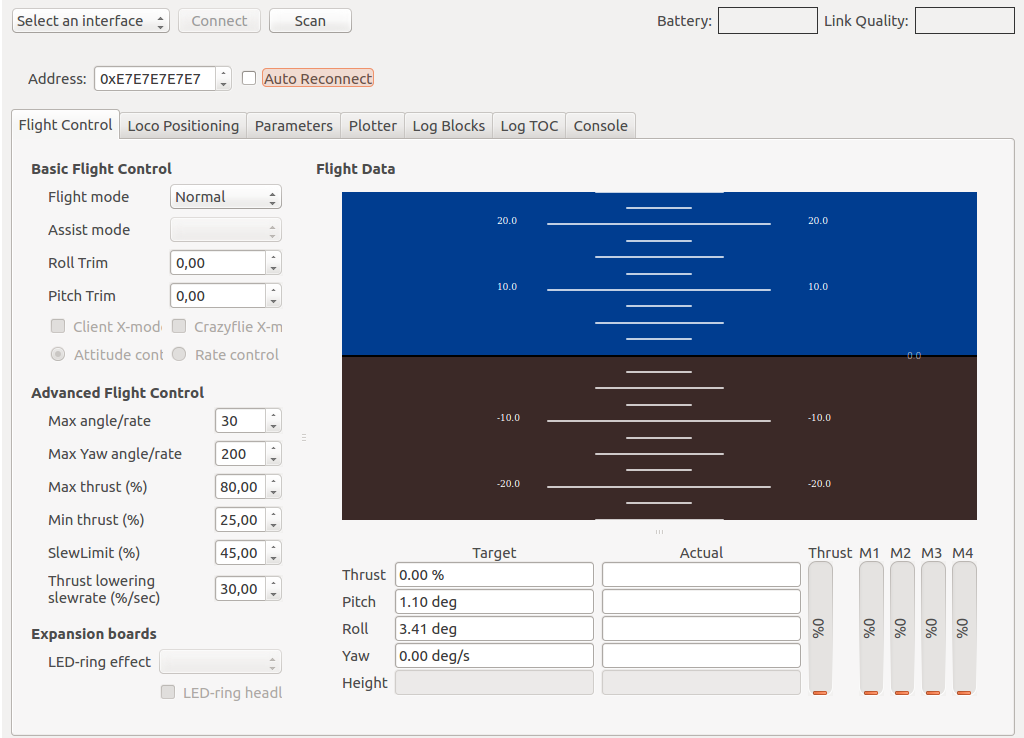 Select an interface Connect Scan Battery: Link Quality:
Address: 0xE7E7E7E7E7 Auto Reconnect
Flight Control Loco Positioning Parameters Plotter Log Blocks Log TOC Console
Basic Flight Control
Flight mode Normal
Assist mode
Roll Trim 0,00
Pitch Trim 0,00
Client X-mod Crazyflie X-m
Attitude cont Rate control
Advanced Flight Control
Max angle/rate 30
Max Yaw angle/rate 200
Max thrust (%) 80,00
Min thrust (%) 25,00
SlewLimit (%) 45,00
Thrust lowering
slewrate (%/sec) 30,00
Expansion boards
LED-ring effect
LED-ring headl
Flight Data
20.0 20.0
10.0 10.0
0.0
-10.0 -10.0
-20.0 -20.0
Target Actual Thrust M1 M2 M3 M4
Thrust 0.00 %
Pitch 1.10 deg
Roll 3.41 deg
Yaw 0.00 deg/s
Height
%0 %0 %0 %0 %0